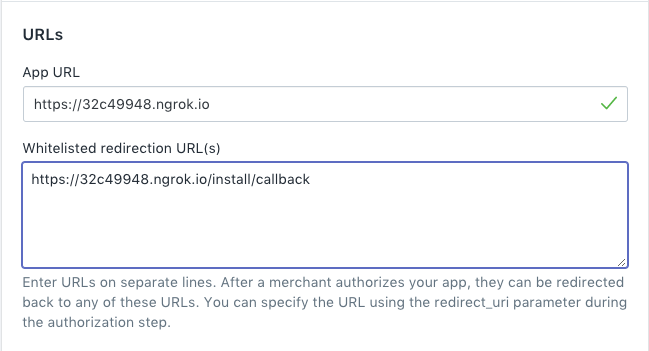 URLs
App URL
https://32c49948.ngrok.io
Whitelisted redirection URL(s)
https://32c49948.ngrok.io/install/callback
Enter URLs on separate lines. After a merchant authorizes your app, they can be redirected
back to any of these URLs. You can specify the URL using the redirect_uri parameter during
the authorization step.